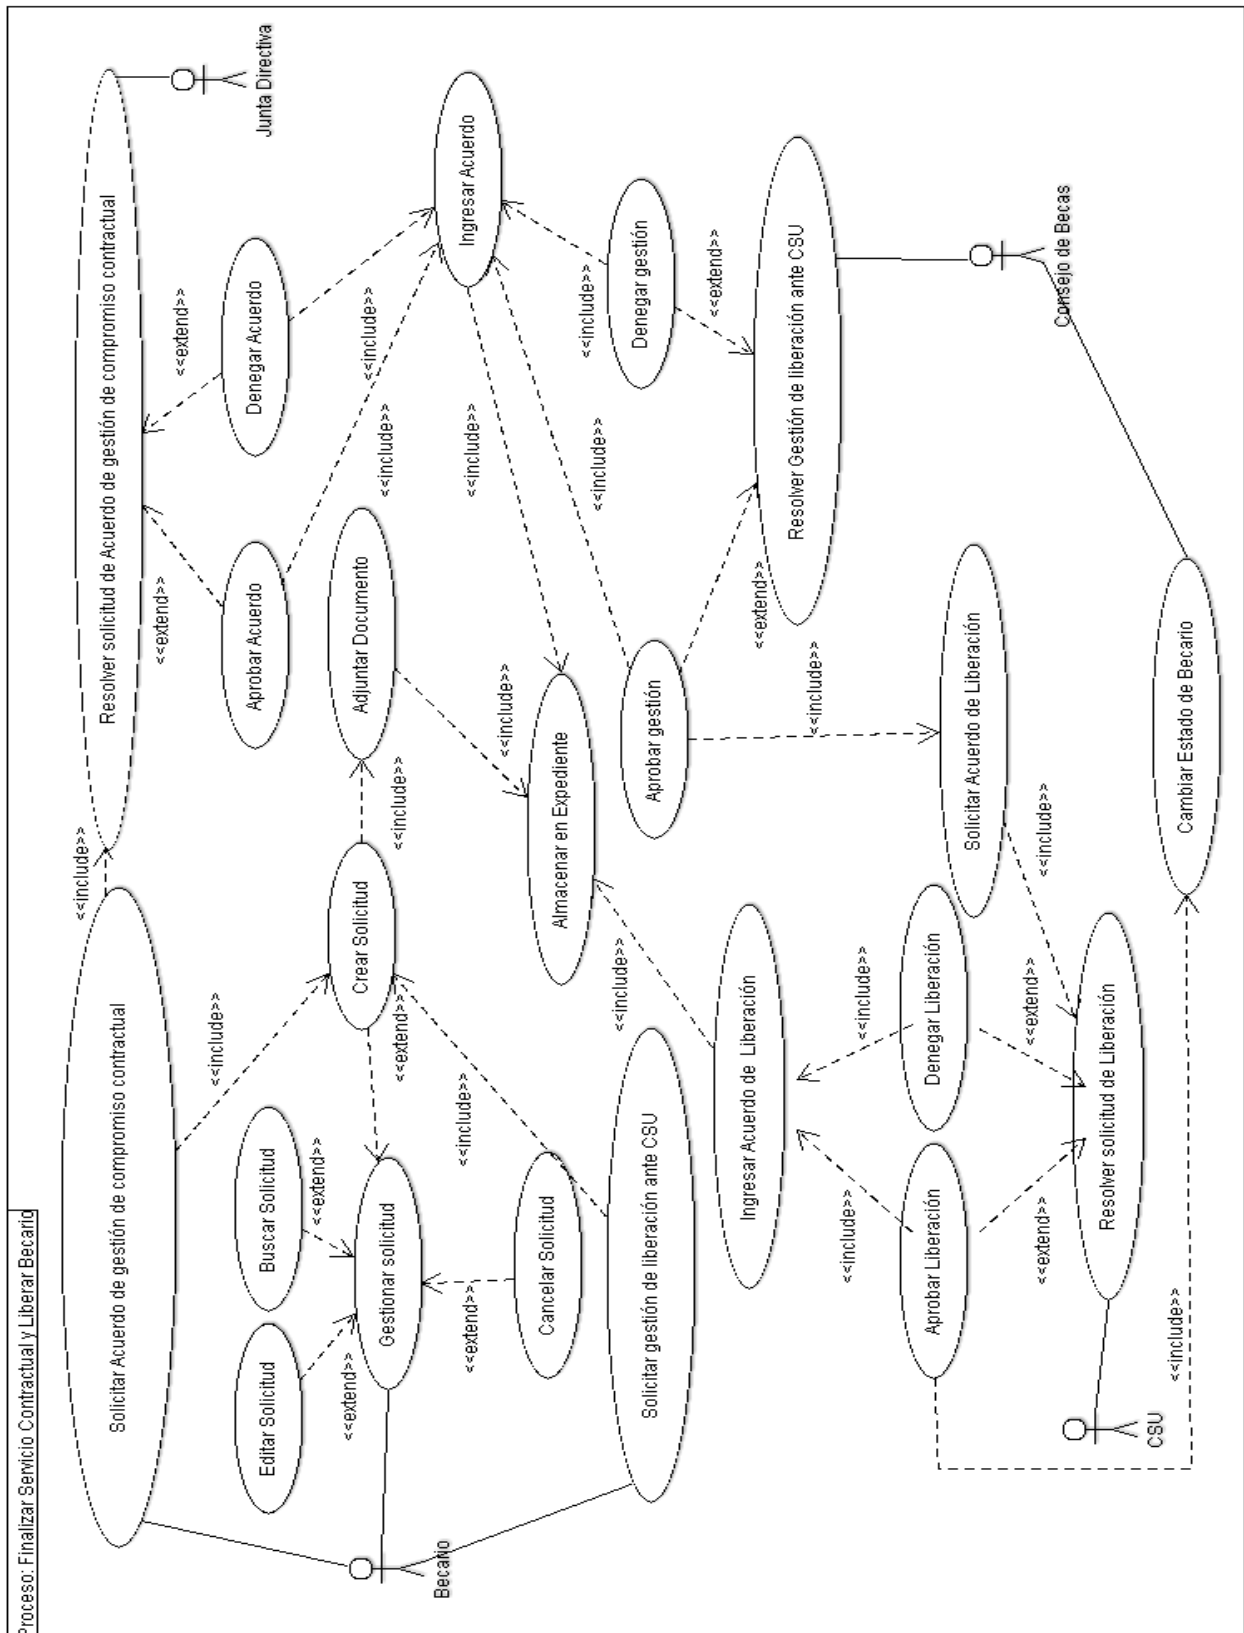 Proceso: Finalizar Servicio Contractual y Liberar Becario
Solicitar Acuerdo de gestión de compromiso contractual
<<include>>
Resolver solicitud de Acuerdo de gestión de compromiso contractual
Junta Directiva
<<extend>>
<<extend>>
Editar Solicitud
Buscar Solicitud
<<include>>
Aprobar Acuerdo
Denegar Acuerdo
<<extend>>
<<extend>>
Crear Solicitud
<<include>>
Adjuntar Documento
<<include>>
<<include>>
Gestionar solicitud
<<extend>>
Becario
<<extend>>
<<include>>
Ingresar Acuerdo
<<include>>
<<include>>
Cancelar Solicitud
Almacenar en Expediente
<<include>>
<<include>>
<<include>>
Solicitar gestión de liberación ante CSU
Aprobar gestión
Denegar gestión
<<extend>>
<<extend>>
Ingresar Acuerdo de Liberación
Resolver Gestión de liberación ante CSU
<<include>>
<<include>>
<<include>>
Aprobar Liberación
Denegar Liberación
Solicitar Acuerdo de Liberación
<<extend>>
<<extend>>
<<include>>
Consejo de Becas
Resolver solicitud de Liberación
CSU
<<include>>
Cambiar Estado de Becario